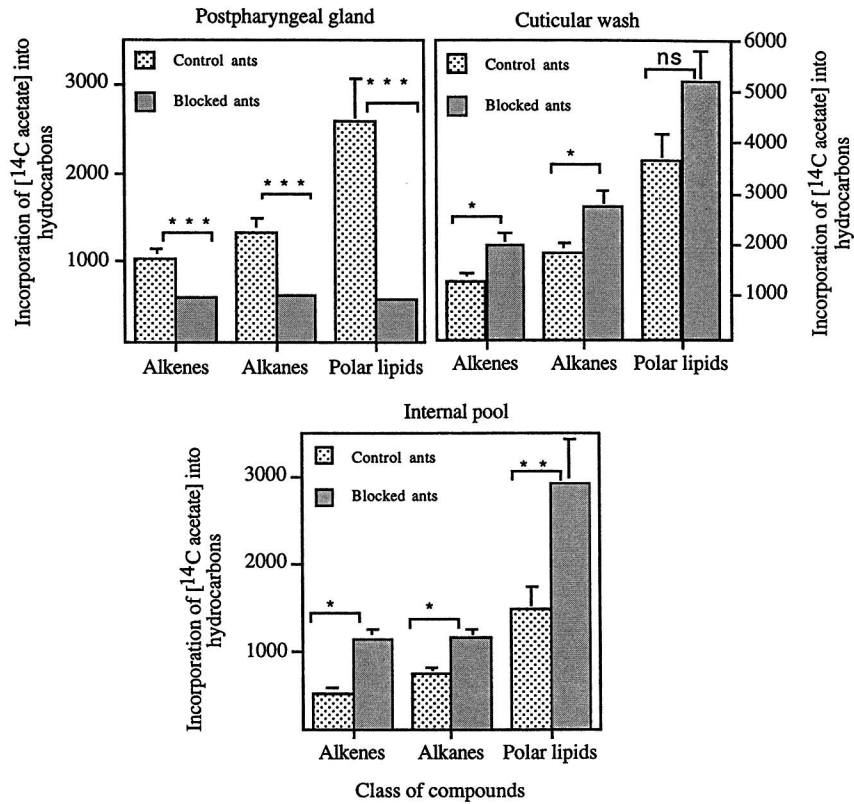 Postpharyngeal gland
Incorporation of [14C acetate] into
hydrocarbons
3000
2000
1000
Control ants
Blocked ants
* * *
* * *
* * *
Alkenes
Alkanes
Polar lipids
Cuticular wash
Control ants
Blocked ants
*
*
ns
6000
5000
4000
3000
2000
1000
Incorporation of [14C acetate] into
hydrocarbons
Alkenes
Alkanes
Polar lipids
Internal pool
Incorporation of [14C acetate] into
hydrocarbons
3000
2000
1000
Control ants
Blocked ants
*
*
* *
Alkenes
Alkanes
Polar lipids
Class of compounds